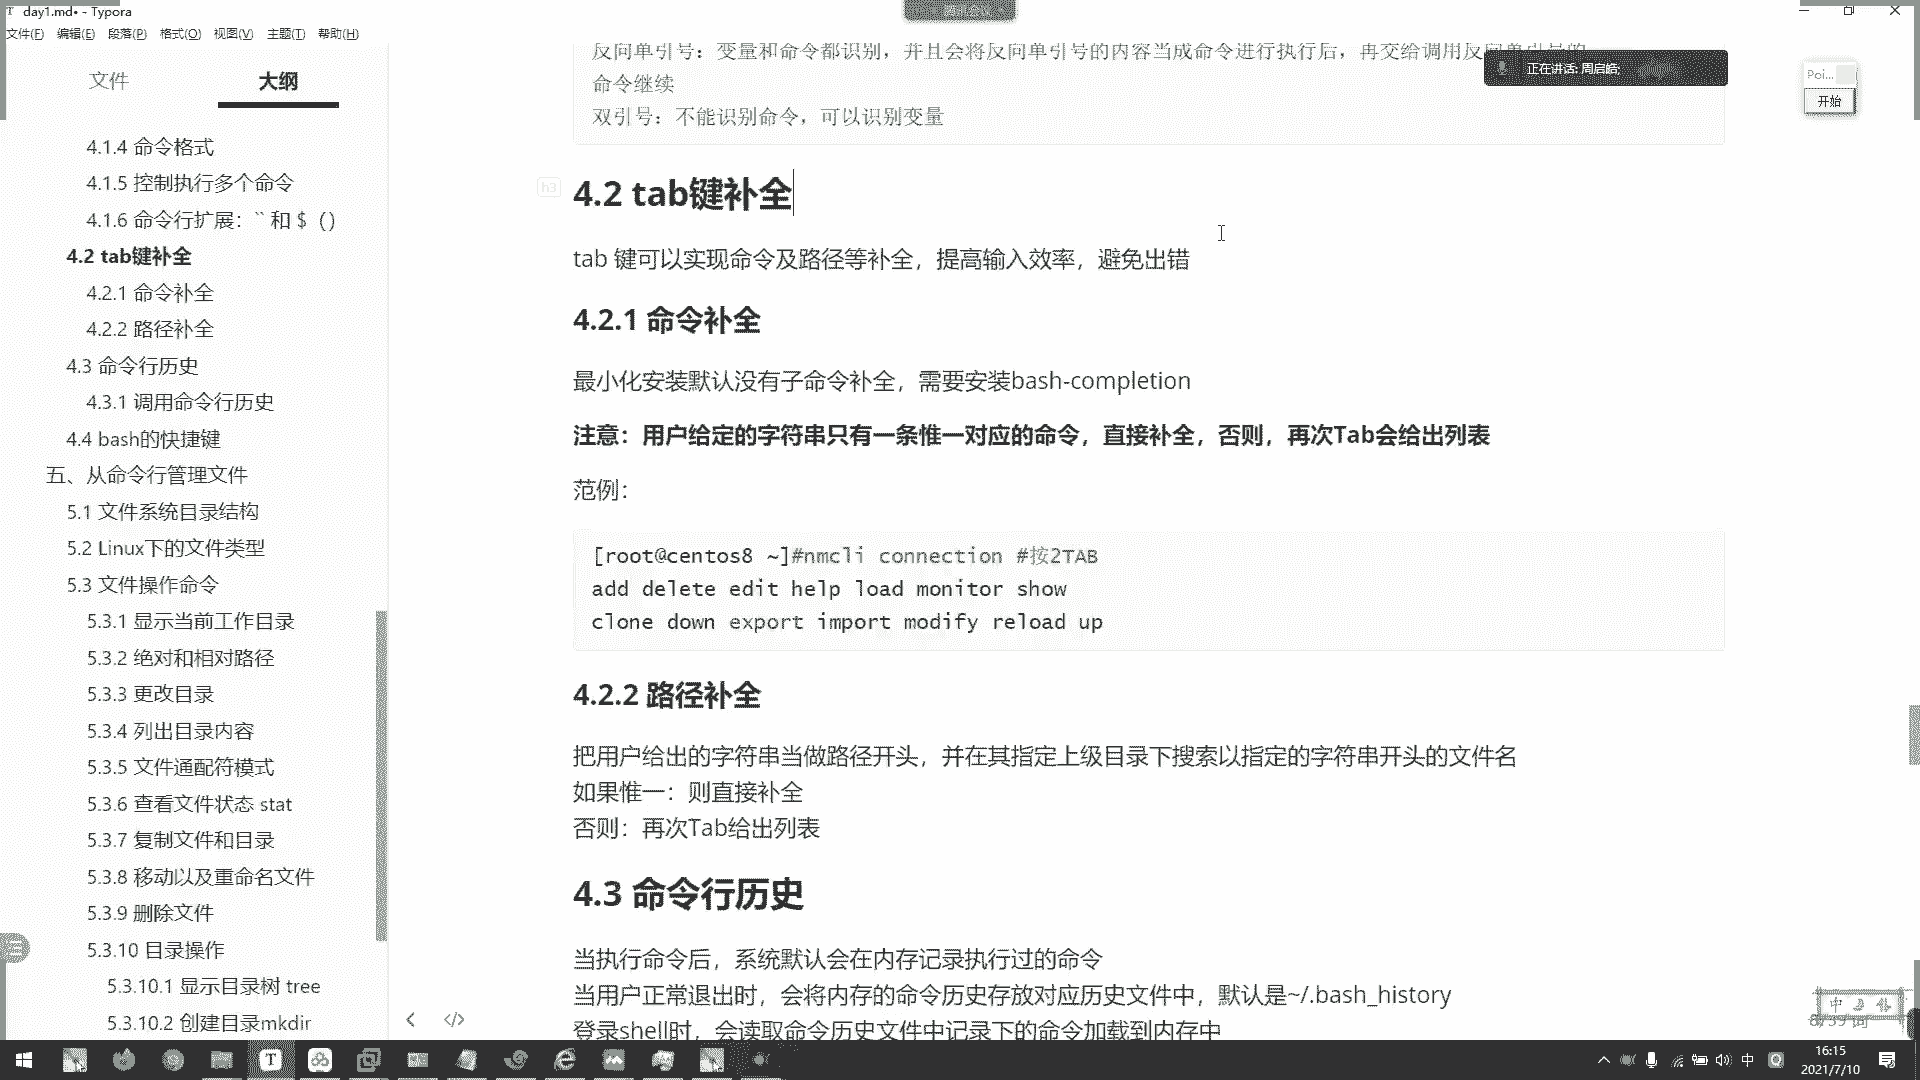 day1.md• - Typora
文件(F) 编辑(E) 段落(P) 格式(O) 视图(V) 主题(T) 帮助(H)
文件 大纲
4.1.4 命令格式
4.1.5 控制执行多个命令
4.1.6 命令行扩展：`` 和 $（）
4.2 tab键补全
4.2.1 命令补全
4.2.2 路径补全
4.3 命令行历史
4.3.1 调用命令行历史
4.4 bash的快捷键
五、从命令行管理文件
5.1 文件系统目录结构
5.2 Linux下的文件类型
5.3 文件操作命令
5.3.1 显示当前工作目录
5.3.2 绝对和相对路径
5.3.3 更改目录
5.3.4 列出目录内容
5.3.5 文件通配符模式
5.3.6 查看文件状态 stat
5.3.7 复制文件和目录
5.3.8 移动以及重命名文件
5.3.9 删除文件
5.3.10 目录操作
5.3.10.1 显示目录树 tree
5.3.10.2 创建目录mkdir
反向单引号：变量和命令都识别，并且会将反向单引号的内容当成命令进行执行后，再交给调用反向单引号的
命令继续
双引号：不能识别命令，可以识别变量
正在讲话: 周启皓;
Poi...
开始
h3
4.2 tab键补全
tab 键可以实现命令及路径等补全，提高输入效率，避免出错
4.2.1 命令补全
最小化安装默认没有子命令补全，需要安装bash-completion
注意：用户给定的字符串只有一条惟一对应的命令，直接补全，否则，再次Tab会给出列表
范例：
[root@centos8 ~]#nmcli connection #按2TAB
add delete edit help load monitor show
clone down export import modify reload up
4.2.2 路径补全
把用户给出的字符串当做路径开头，并在其指定上级目录下搜索以指定的字符串开头的文件名
如果惟一：则直接补全
否则：再次Tab给出列表
4.3 命令行历史
当执行命令后，系统默认会在内存记录执行过的命令
当用户正常退出时，会将内存的命令历史存放对应历史文件中，默认是~/.bash_history
登录shell时，会读取命令历史文件中记录下的命令加载到内存中
中
16:15
2021/7/10